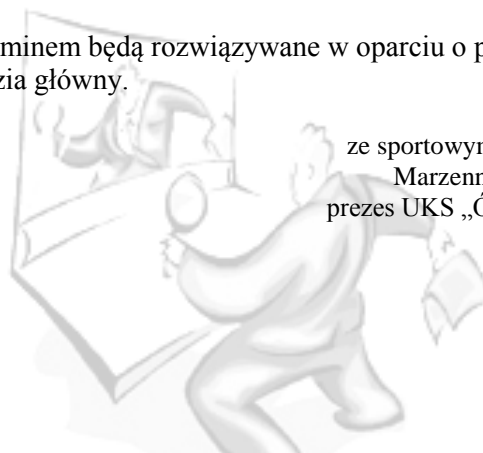 minem będą rozwiązywane w oparciu o p
zia główny.
ze sportowym
Marzenn
prezes UKS „Ó